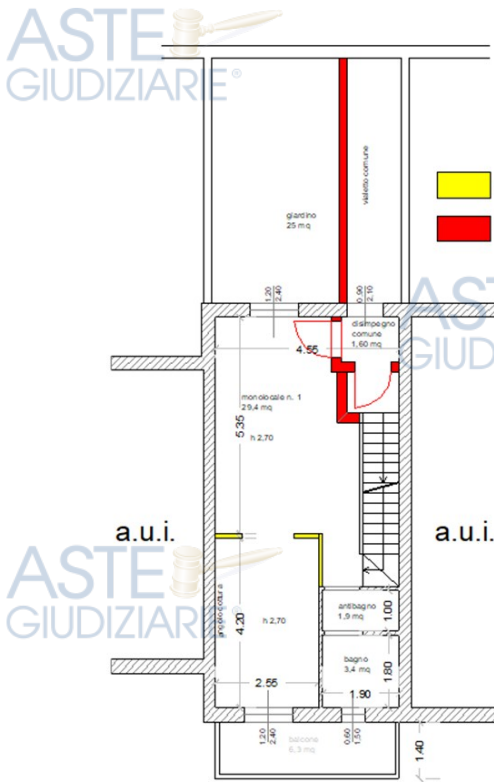 ASTE
GIUDIZIARIE®
giardino
25 mq
vialetto comune
1,20
2,40
0,90
2,10
disimpegno
comune
1,60 mq
ASTE
GIUD
4.55
monolocale n. 1
29,4 mq
5.35
h 2,70
a.u.i.
a.u.i.
ASTE
GIUDIZIARIE
angolo cottura
4.20
h 2,70
antibagno
1,9 mq
1.00
bagno
3,4 mq
1.80
2.55
1.90
1,20
2,40
0,60
1,50
balcone
6,3 mq
1.40